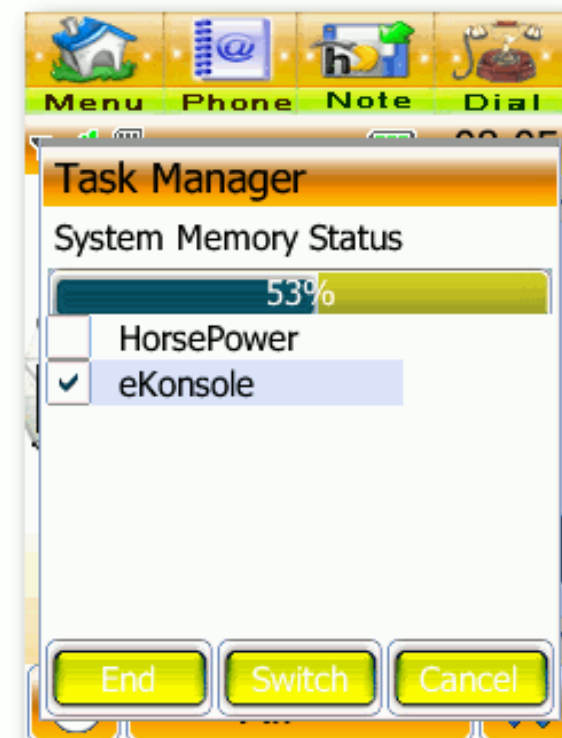 Menu Phone Note Dial
Task Manager
System Memory Status
53%
HorsePower
eKonsole
End Switch Cancel